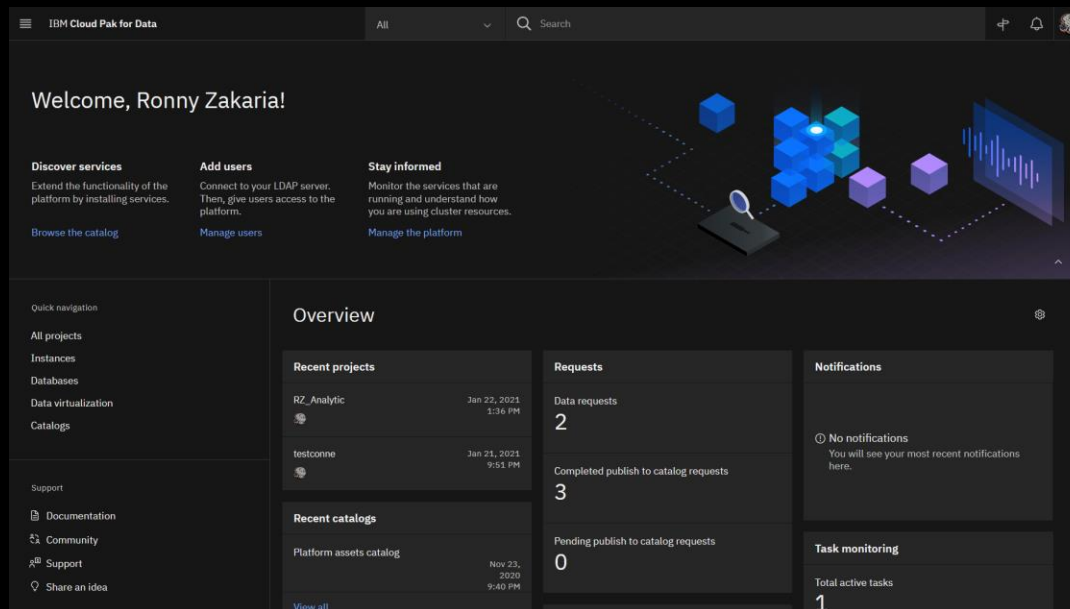 IBM Cloud Pak for Data
All
Search
Welcome, Ronny Zakaria!
Discover services
Extend the functionality of the
platform by installing services.
Browse the catalog
Add users
Connect to your LDAP server.
Then, give users access to the
platform.
Manage users
Stay informed
Monitor the services that are
running and understand how
you are using cluster resources.
Manage the platform
Quick navigation
All projects
Instances
Databases
Data virtualization
Catalogs
Support
Documentation
Community
Support
Share an idea
Overview
Recent projects
RZ_Analytic
Jan 22, 2021
1:36 PM
testconne
Jan 21, 2021
9:51 PM
Recent catalogs
Platform assets catalog
Nov 23,
2020
9:40 PM
View all
Requests
Data requests
2
Completed publish to catalog requests
3
Pending publish to catalog requests
0
Notifications
No notifications
You will see your most recent notifications
here.
Task monitoring
Total active tasks
1